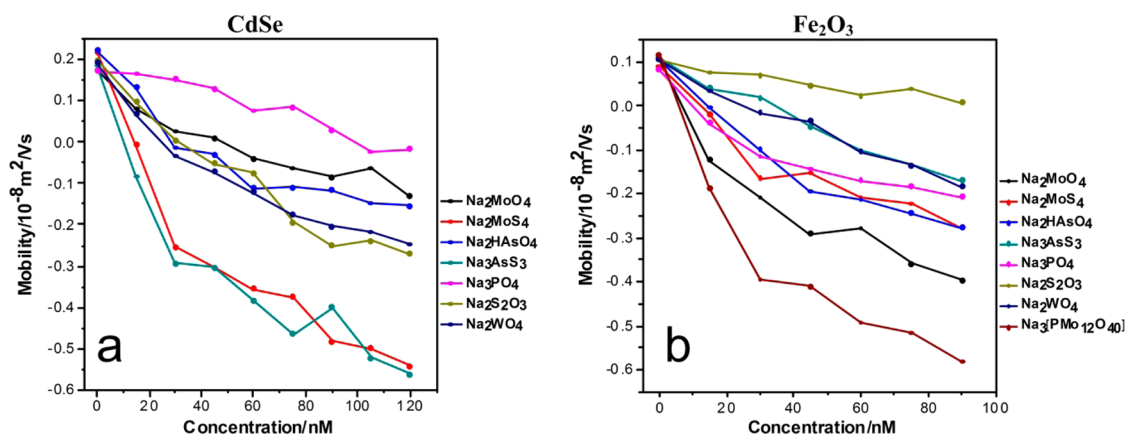 CdSe
0.2
0.1
0.0
-0.1
-0.2
-0.3
-0.4
-0.5
-0.6
Mobility/10⁻⁸m²/Vs
0 20 40 60 80 100 120
Concentration/nM
a
Na₂MoO₄
Na₂MoS₄
Na₂HAsO₄
Na₃AsS₃
Na₃PO₄
Na₂S₂O₃
Na₂WO₄
Fe₂O₃
0.1
0.0
-0.1
-0.2
-0.3
-0.4
-0.5
-0.6
Mobility/10⁻⁸m²/Vs
0 20 40 60 80 100
Concentration/nM
b
Na₂MoO₄
Na₂MoS₄
Na₂HAsO₄
Na₃AsS₃
Na₃PO₄
Na₂S₂O₃
Na₂WO₄
Na₃[PMo₁₂O₄₀]